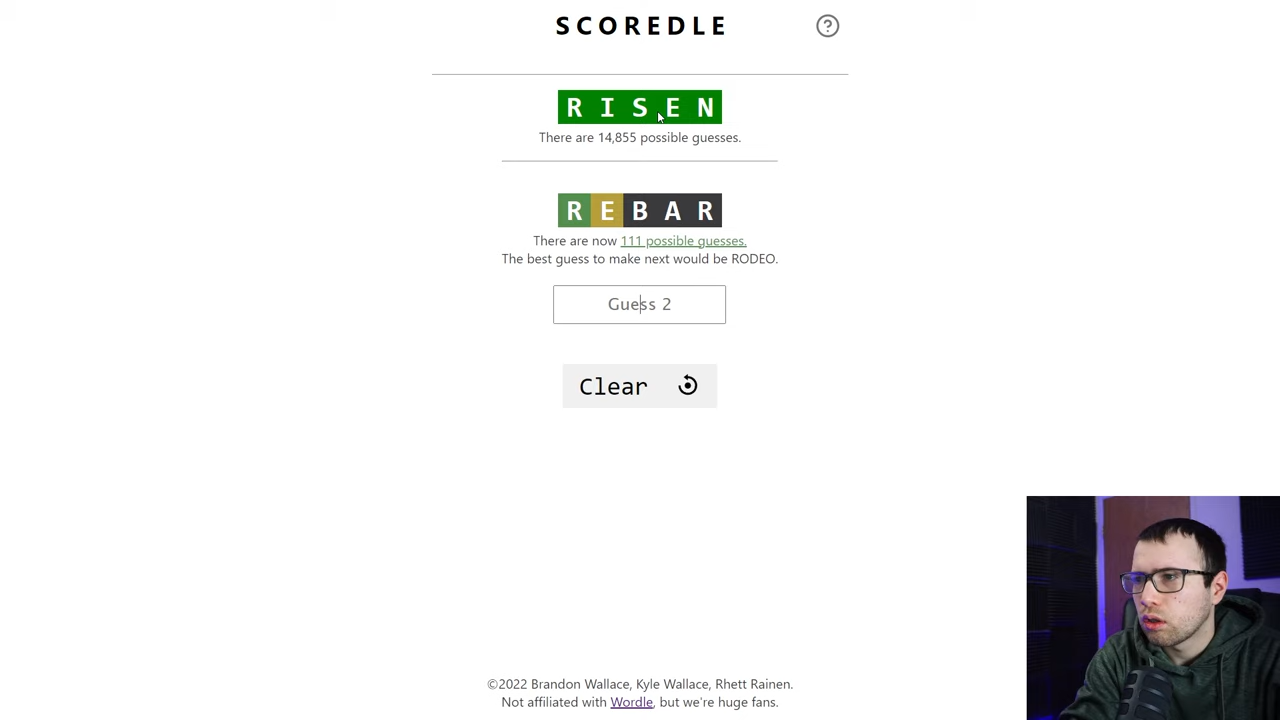 SCOREDLE
RISEN
There are 14,855 possible guesses.
REBAR
There are now 111 possible guesses.
The best guess to make next would be RODEO.
Guess 2
Clear
©2022 Brandon Wallace, Kyle Wallace, Rhett Rainen.
Not affiliated with Wordle, but we're huge fans.